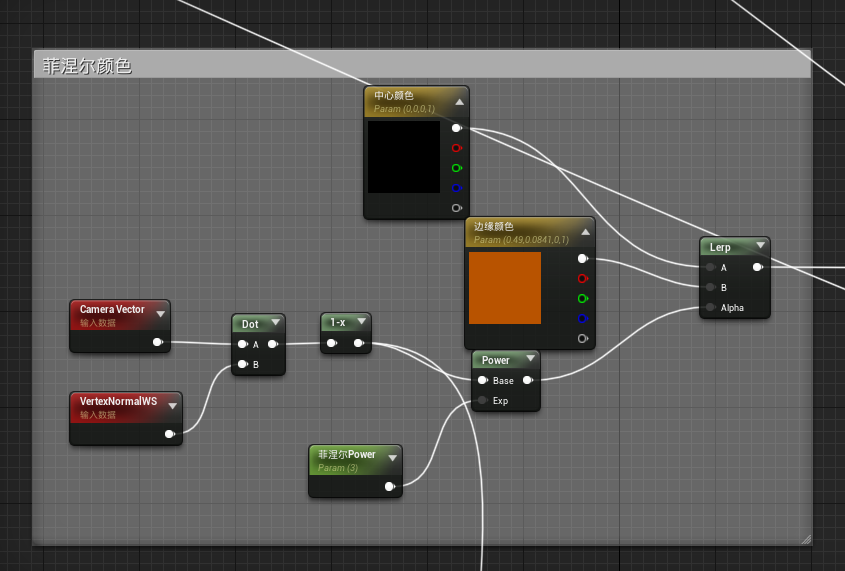 菲涅尔颜色
中心颜色
Param (0,0,0,1)
边缘颜色
Param (0.49,0.0841,0,1)
Lerp
A
B
Alpha
Camera Vector
输入数据
Dot
A
B
1-x
Power
Base
Exp
VertexNormalWS
输入数据
菲涅尔Power
Param (3)